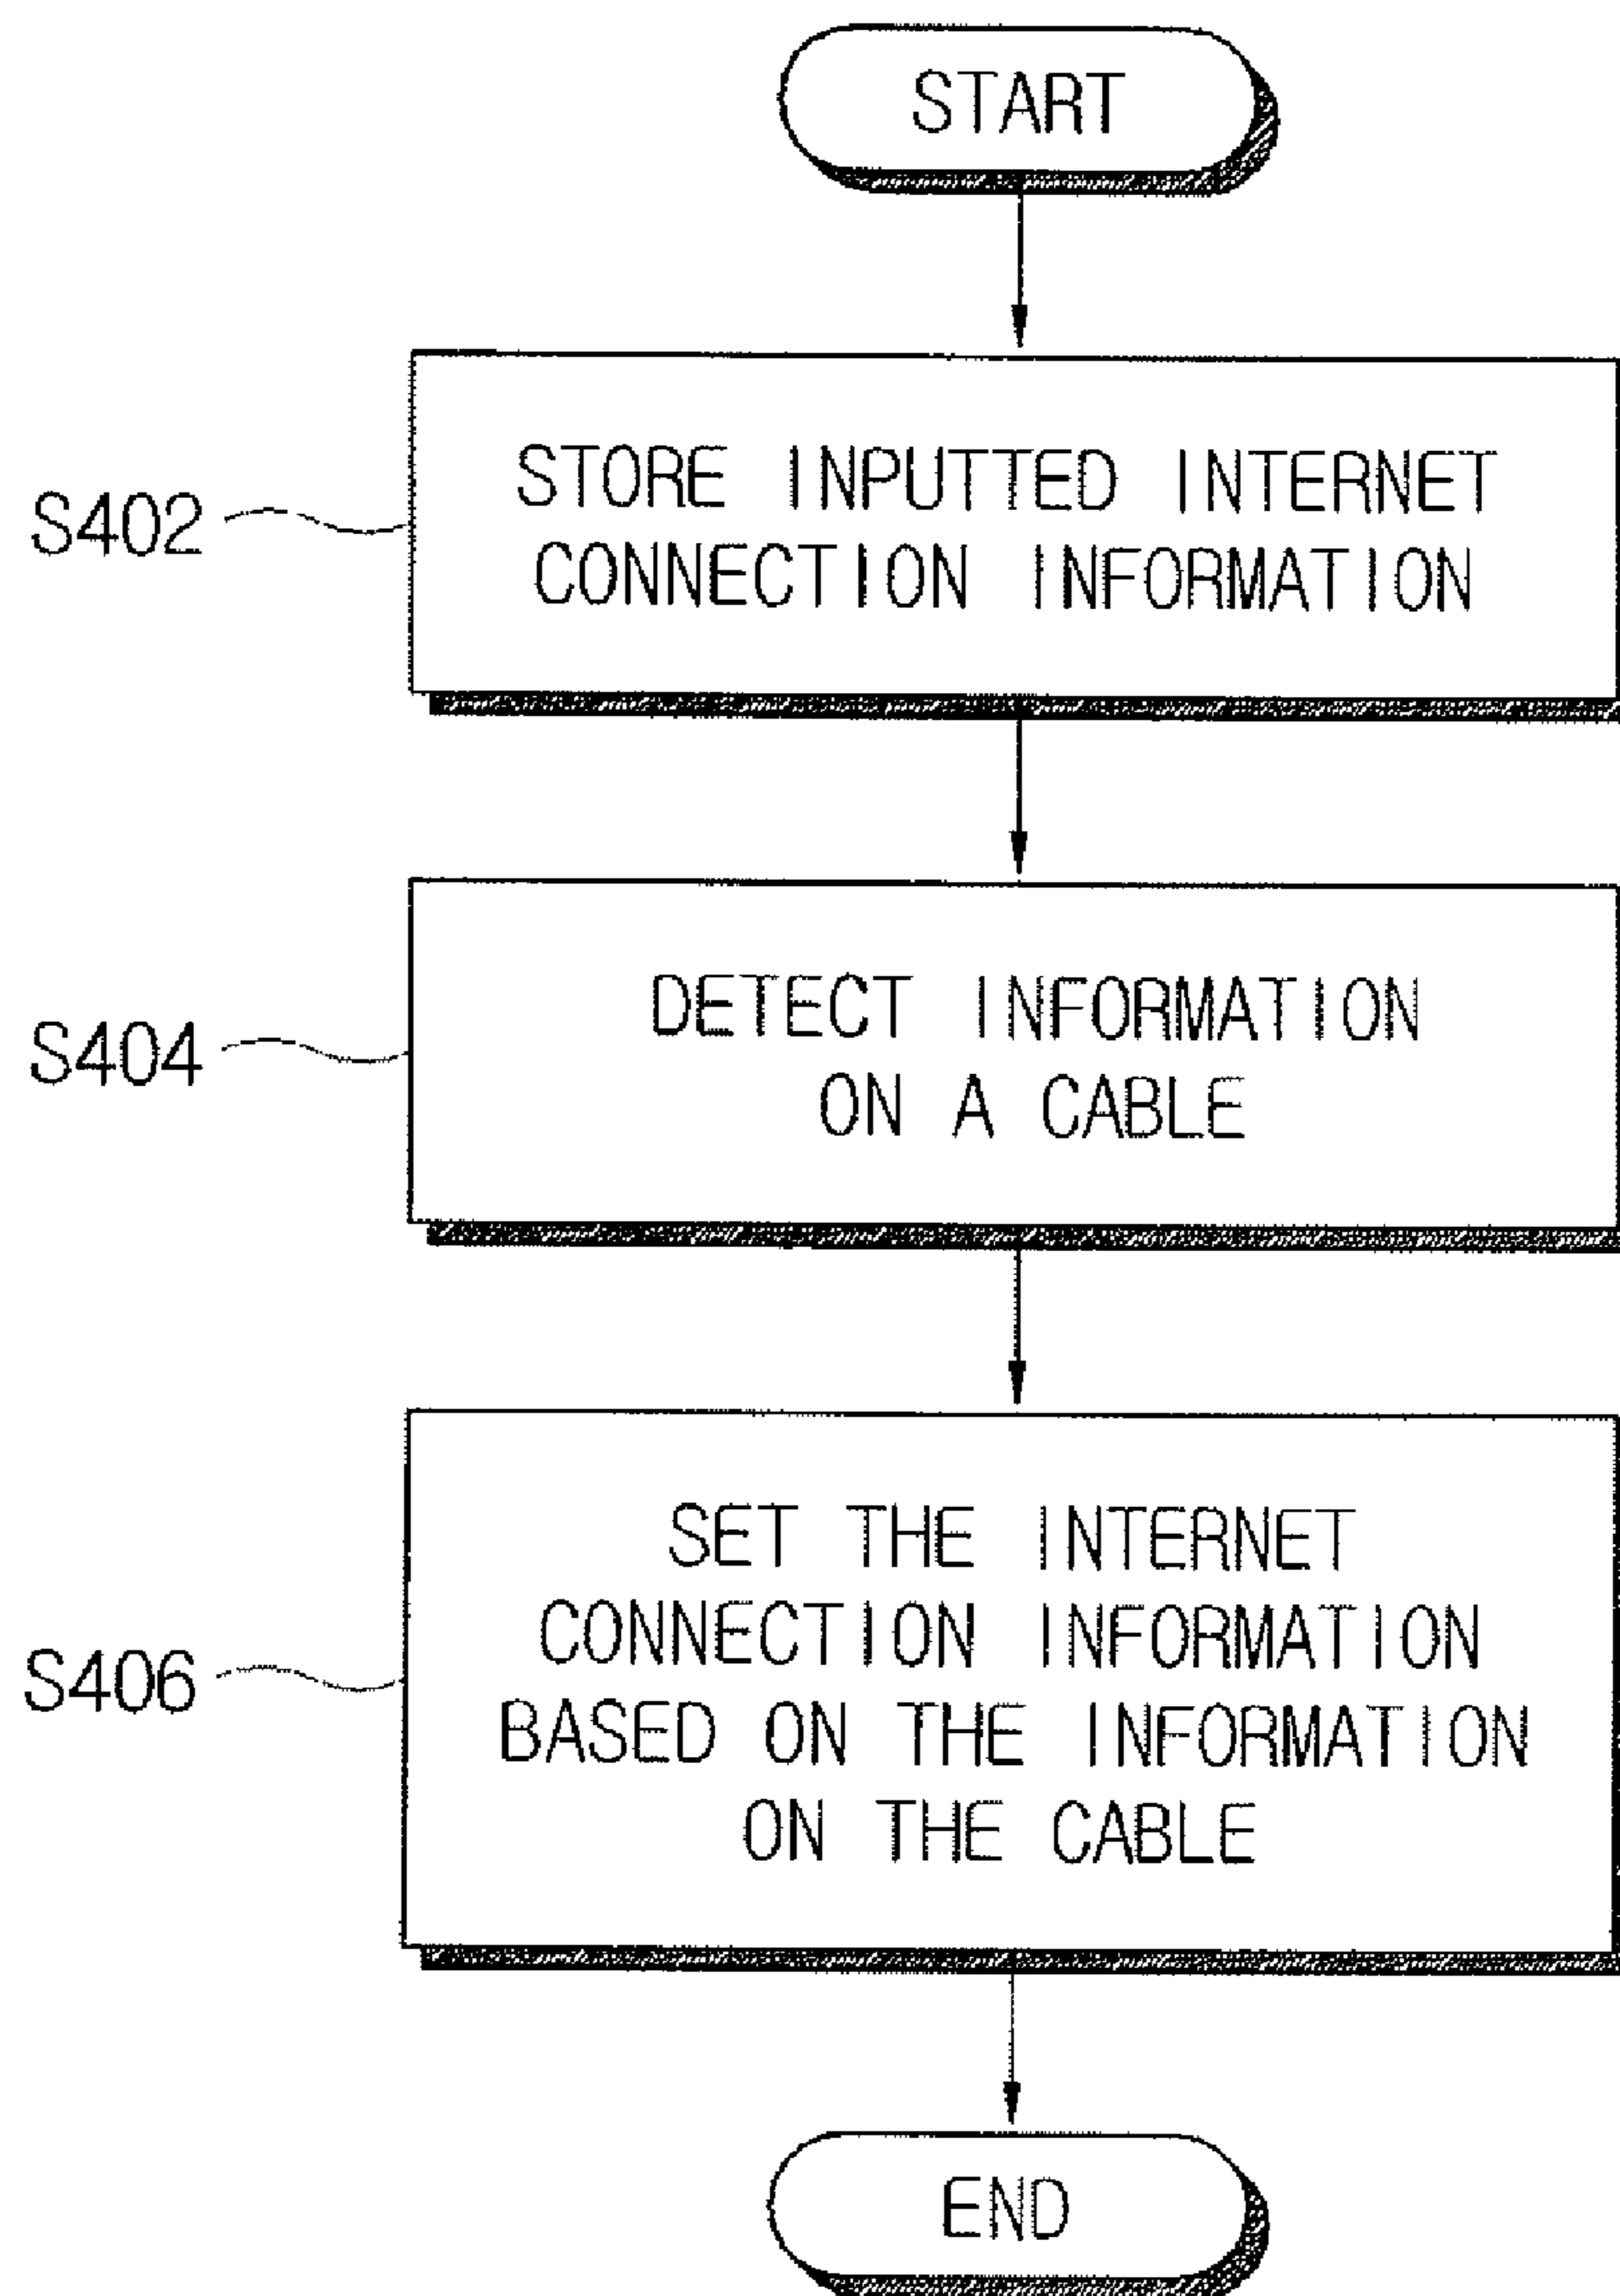 START
S402
STORE INPUTTED INTERNET
CONNECTION INFORMATION
S404
DETECT INFORMATION
ON A CABLE
S406
SET THE INTERNET
CONNECTION INFORMATION
BASED ON THE INFORMATION
ON THE CABLE
END